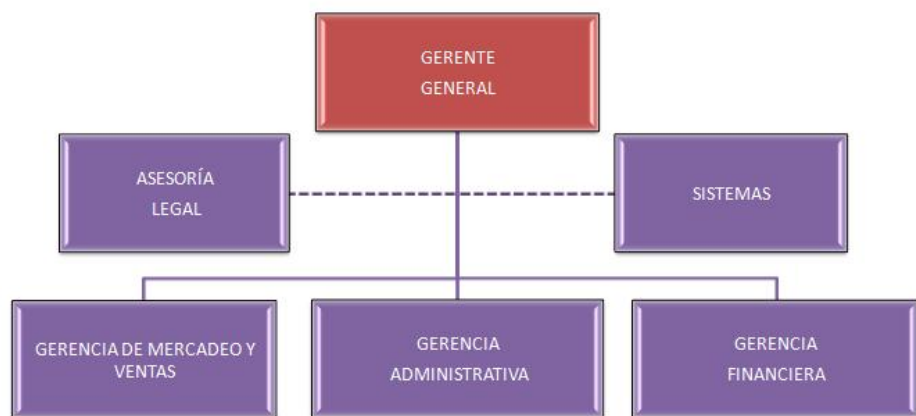 GERENTE
GENERAL
ASESORÍA
LEGAL
SISTEMAS
GERENCIA DE MERCADEO Y
VENTAS
GERENCIA
ADMINISTRATIVA
GERENCIA
FINANCIERA